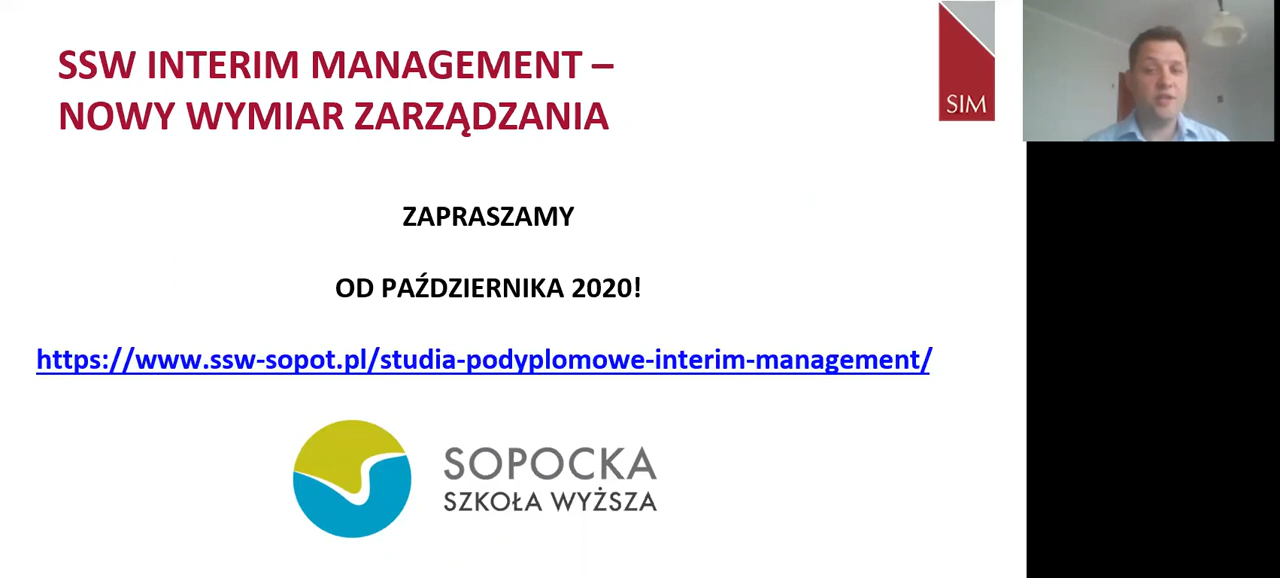 SSW INTERIM MANAGEMENT –
NOWY WYMIAR ZARZĄDZANIA
SIM
ZAPRASZAMY
OD PAŹDZIERNIKA 2020!
https://www.ssw-sopot.pl/studia-podyplomowe-interim-management/
SOPOCKA
SZKOŁA WYŻSZA